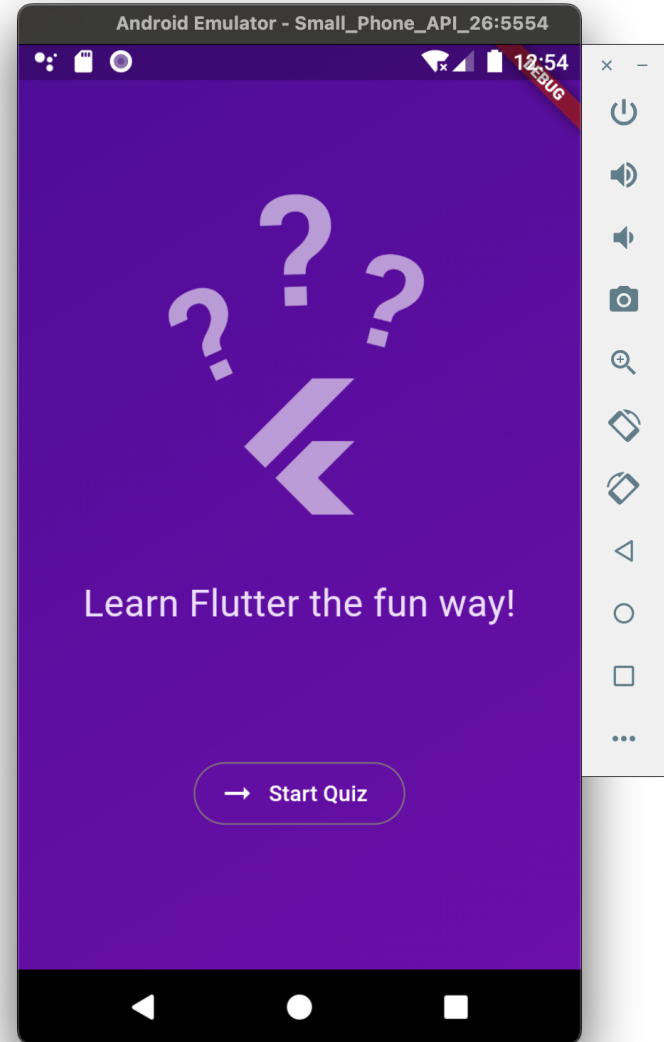 Android Emulator - Small_Phone_API_26:5554
12:54
DEBUG
? ? ?
Learn Flutter the fun way!
→ Start Quiz